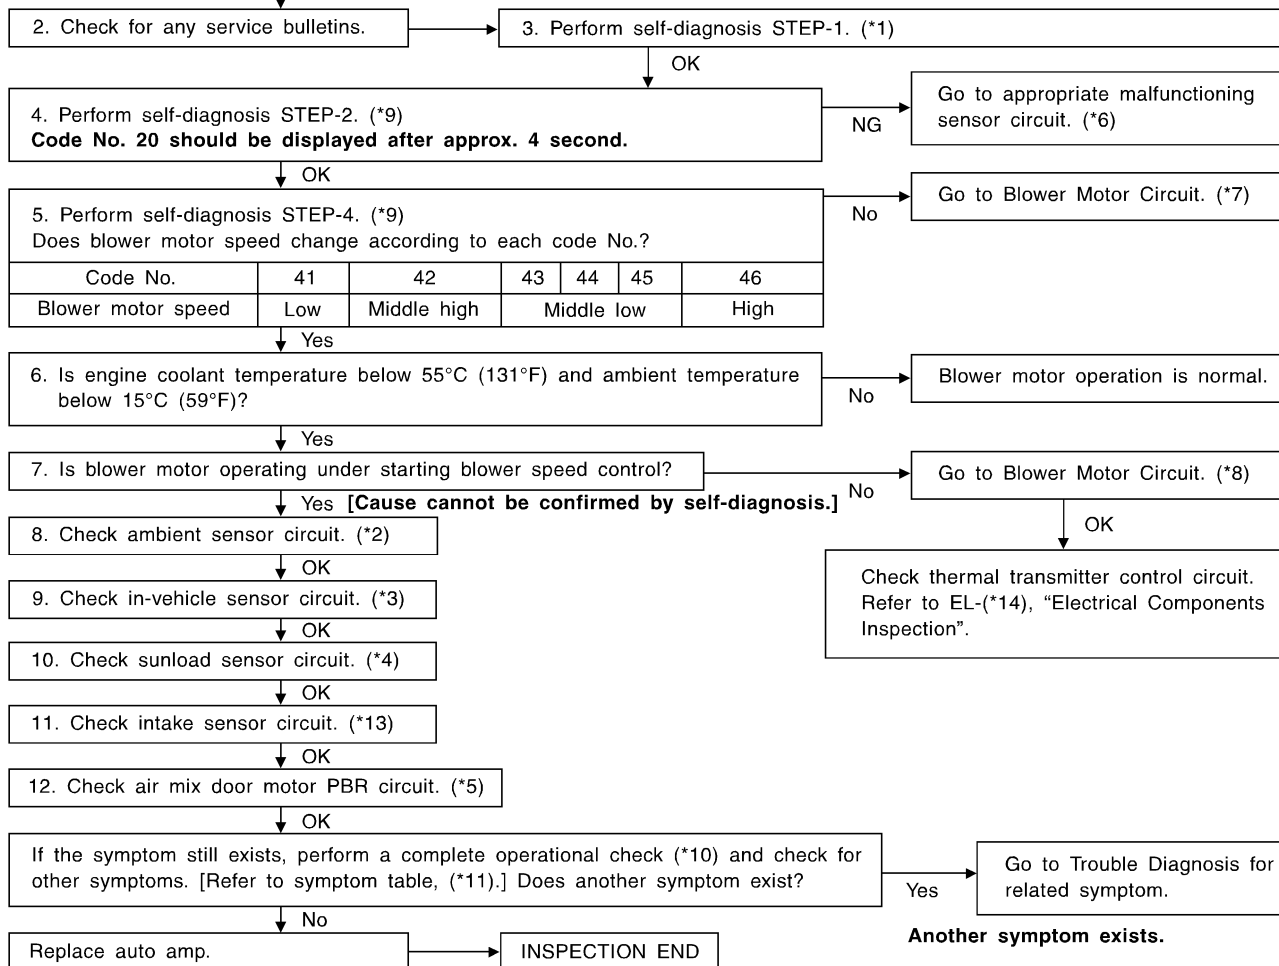 2. Check for any service bulletins.
3. Perform self-diagnosis STEP-1. (*1)
OK
4. Perform self-diagnosis STEP-2. (*9)
Code No. 20 should be displayed after approx. 4 second.
NG
Go to appropriate malfunctioning
sensor circuit. (*6)
OK
5. Perform self-diagnosis STEP-4. (*9)
Does blower motor speed change according to each code No.?
No
Go to Blower Motor Circuit. (*7)
Code No. 41 42 43 44 45 46
Blower motor speed Low Middle high Middle low High
Yes
6. Is engine coolant temperature below 55°C (131°F) and ambient temperature
below 15°C (59°F)?
No
Blower motor operation is normal.
Yes
7. Is blower motor operating under starting blower speed control?
No
Go to Blower Motor Circuit. (*8)
Yes [Cause cannot be confirmed by self-diagnosis.]
OK
Check thermal transmitter control circuit.
Refer to EL-(*14), “Electrical Components
Inspection”.
8. Check ambient sensor circuit. (*2)
OK
9. Check in-vehicle sensor circuit. (*3)
OK
10. Check sunload sensor circuit. (*4)
OK
11. Check intake sensor circuit. (*13)
OK
12. Check air mix door motor PBR circuit. (*5)
OK
If the symptom still exists, perform a complete operational check (*10) and check for
other symptoms. [Refer to symptom table, (*11).] Does another symptom exist?
Yes
Go to Trouble Diagnosis for
related symptom.
Another symptom exists.
No
Replace auto amp.
INSPECTION END